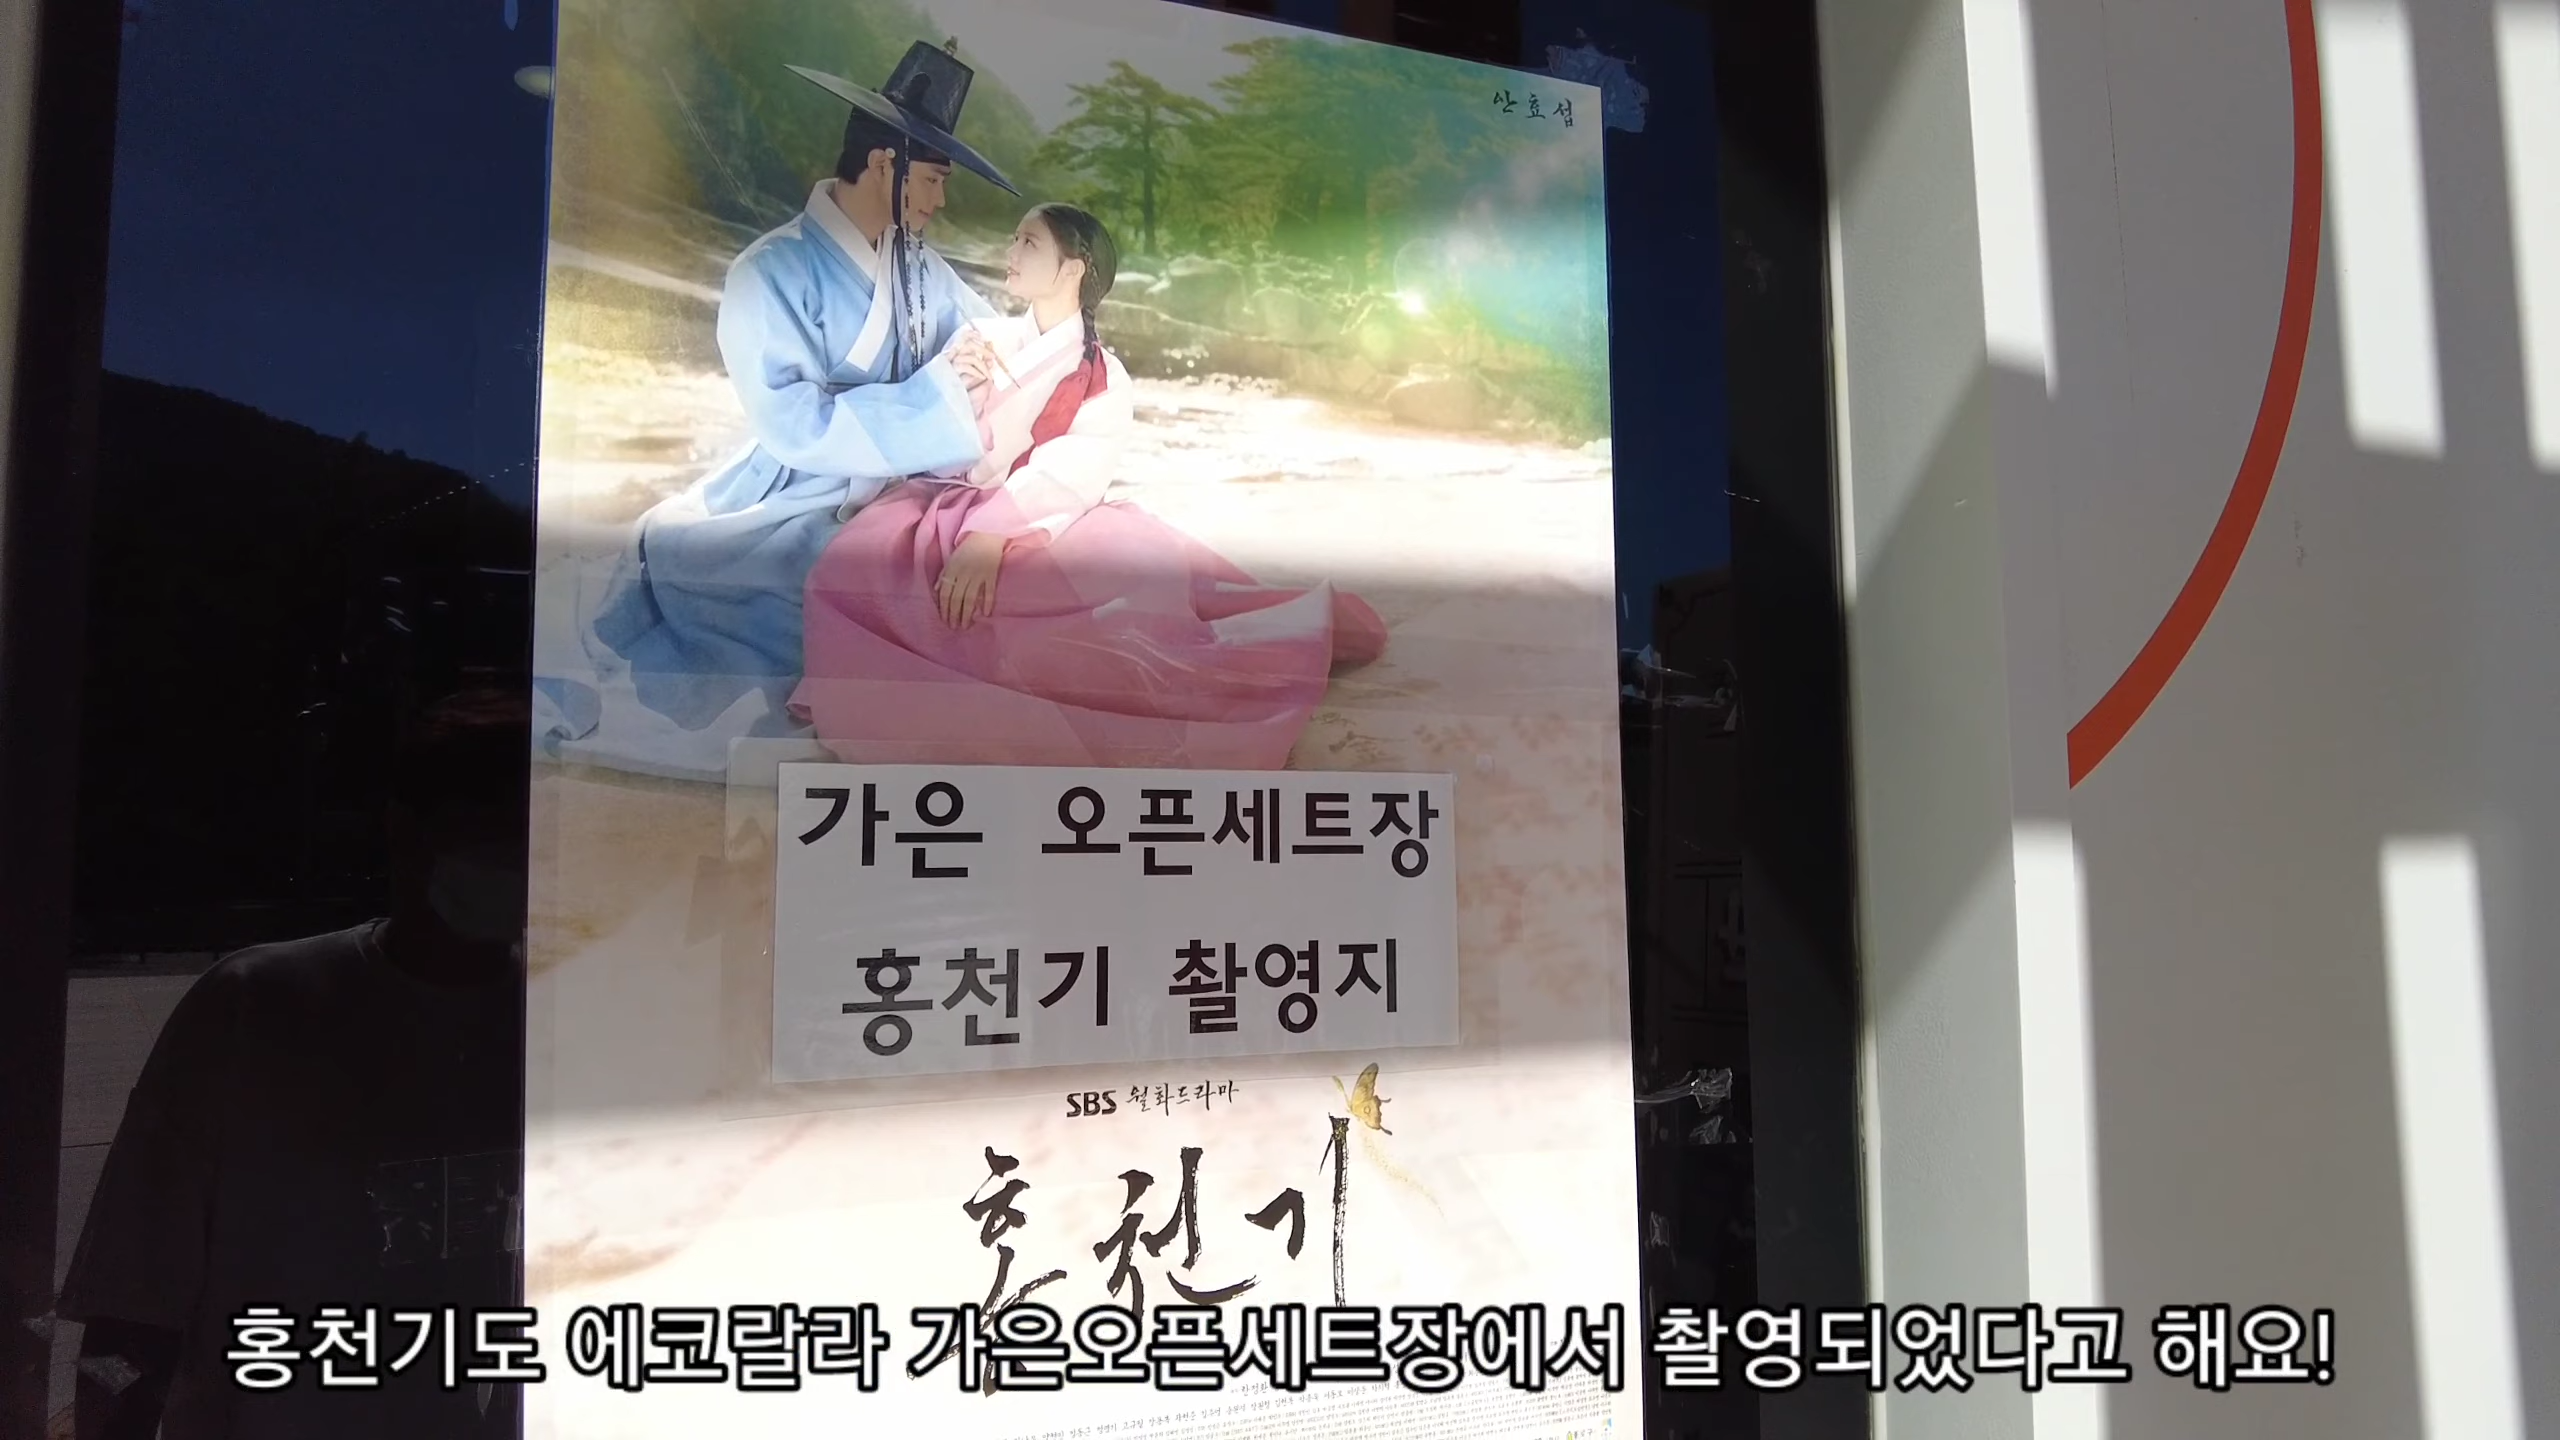 안효섭
가은 오픈세트장
홍천기 촬영지
SBS 월화드라마
홍천기
홍천기도 에코랄라 가은오픈세트장에서 촬영되었다고 해요!